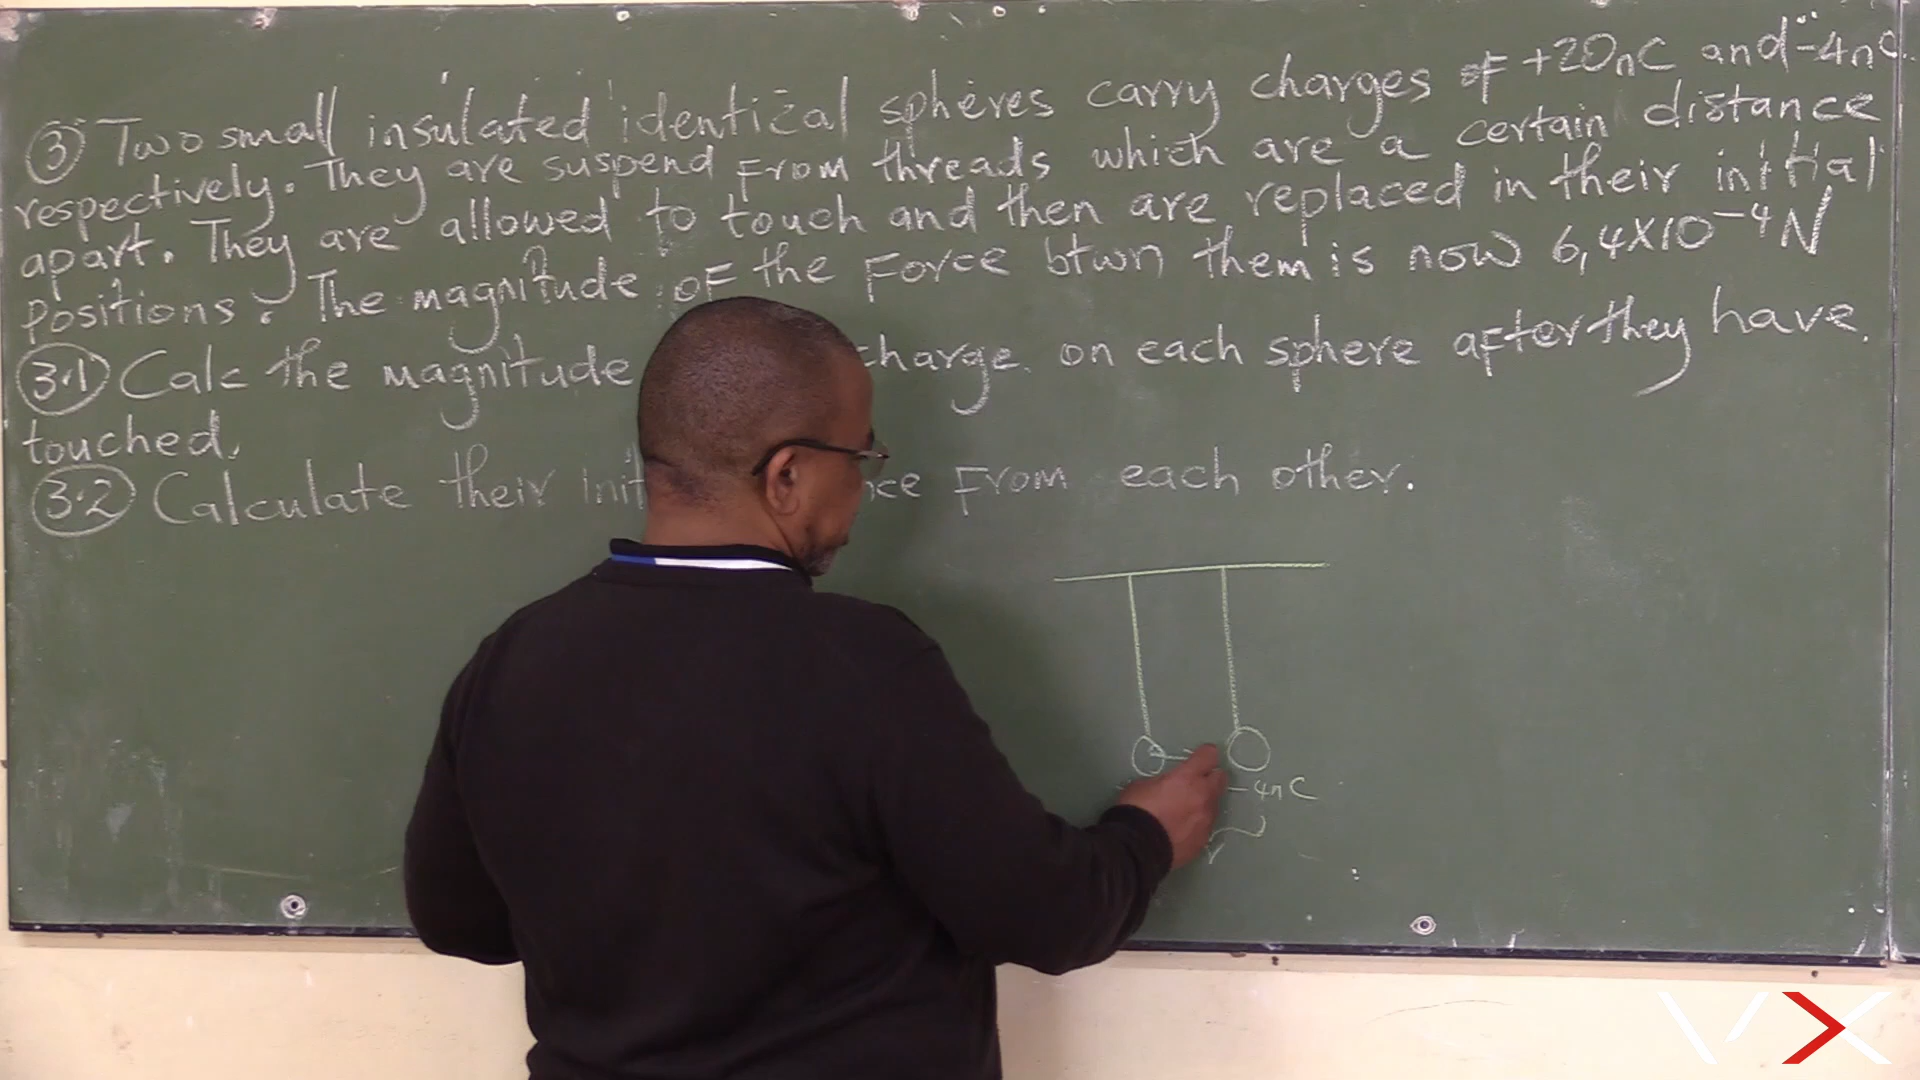 ③ Two small insulated identical spheres carry charges of +20nC and -4nC
respectively. They are suspend from threads which are a certain distance
apart. They are allowed to touch and then are replaced in their initial
positions. The magnitude of the force btwn them is now 6,4X10⁻⁴N
3.1 Calc the magnitude charge on each sphere after they have
touched.
3.2 Calculate their from each other.
-4nC
r
VX